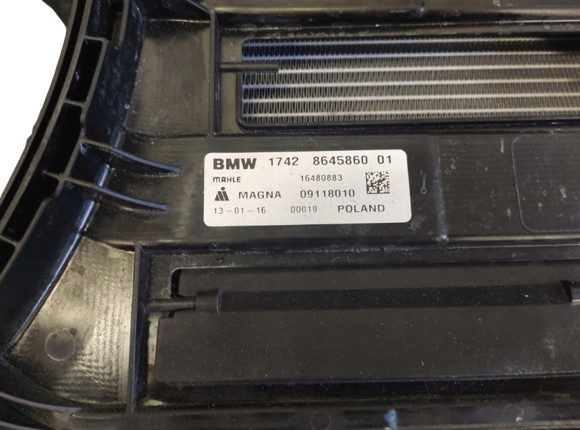 BMW 1742 8645860 01
MAHLE 16480883
MAGNA 09118010
13-01-16 00019 POLAND